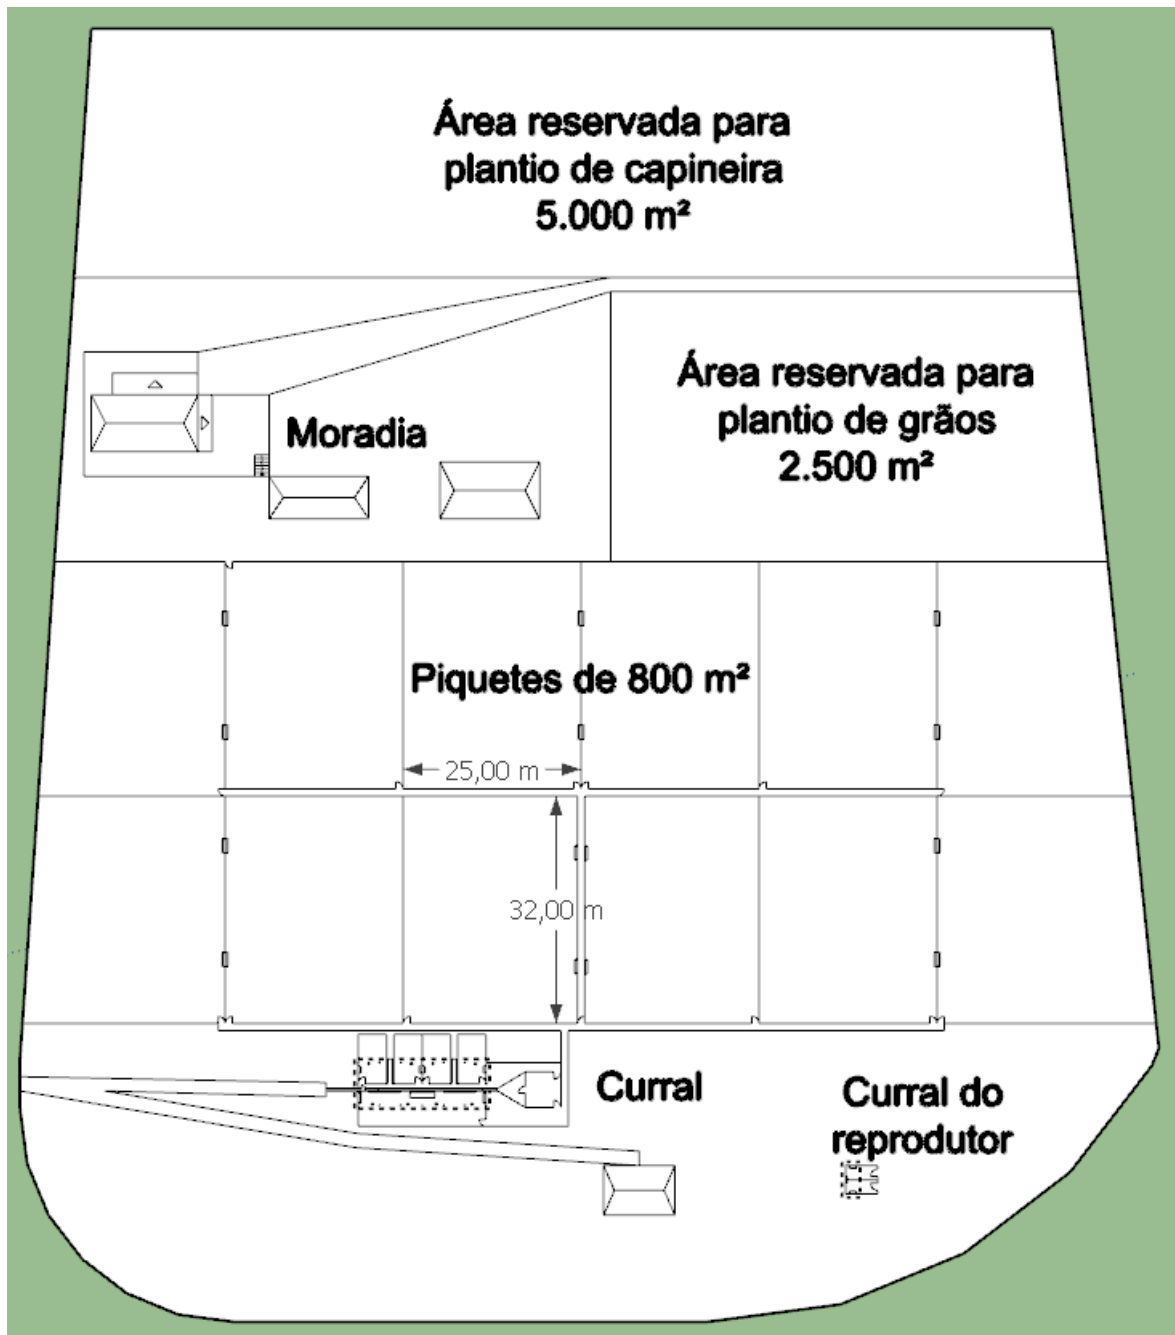 Área reservada para
plantio de capineira
5.000 m²
Área reservada para
plantio de grãos
2.500 m²
Moradia
Piquetes de 800 m²
25,00 m
32,00 m
Curral
Curral do
reprodutor